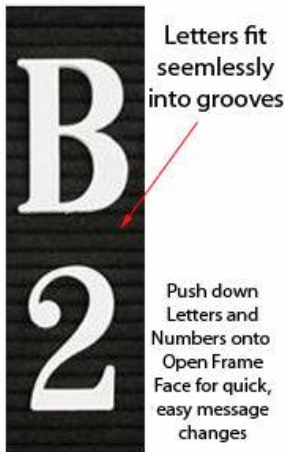 B
2
Letters fit
seemlessly
into grooves
Push down
Letters and
Numbers onto
Open Frame
Face for quick,
easy message
changes